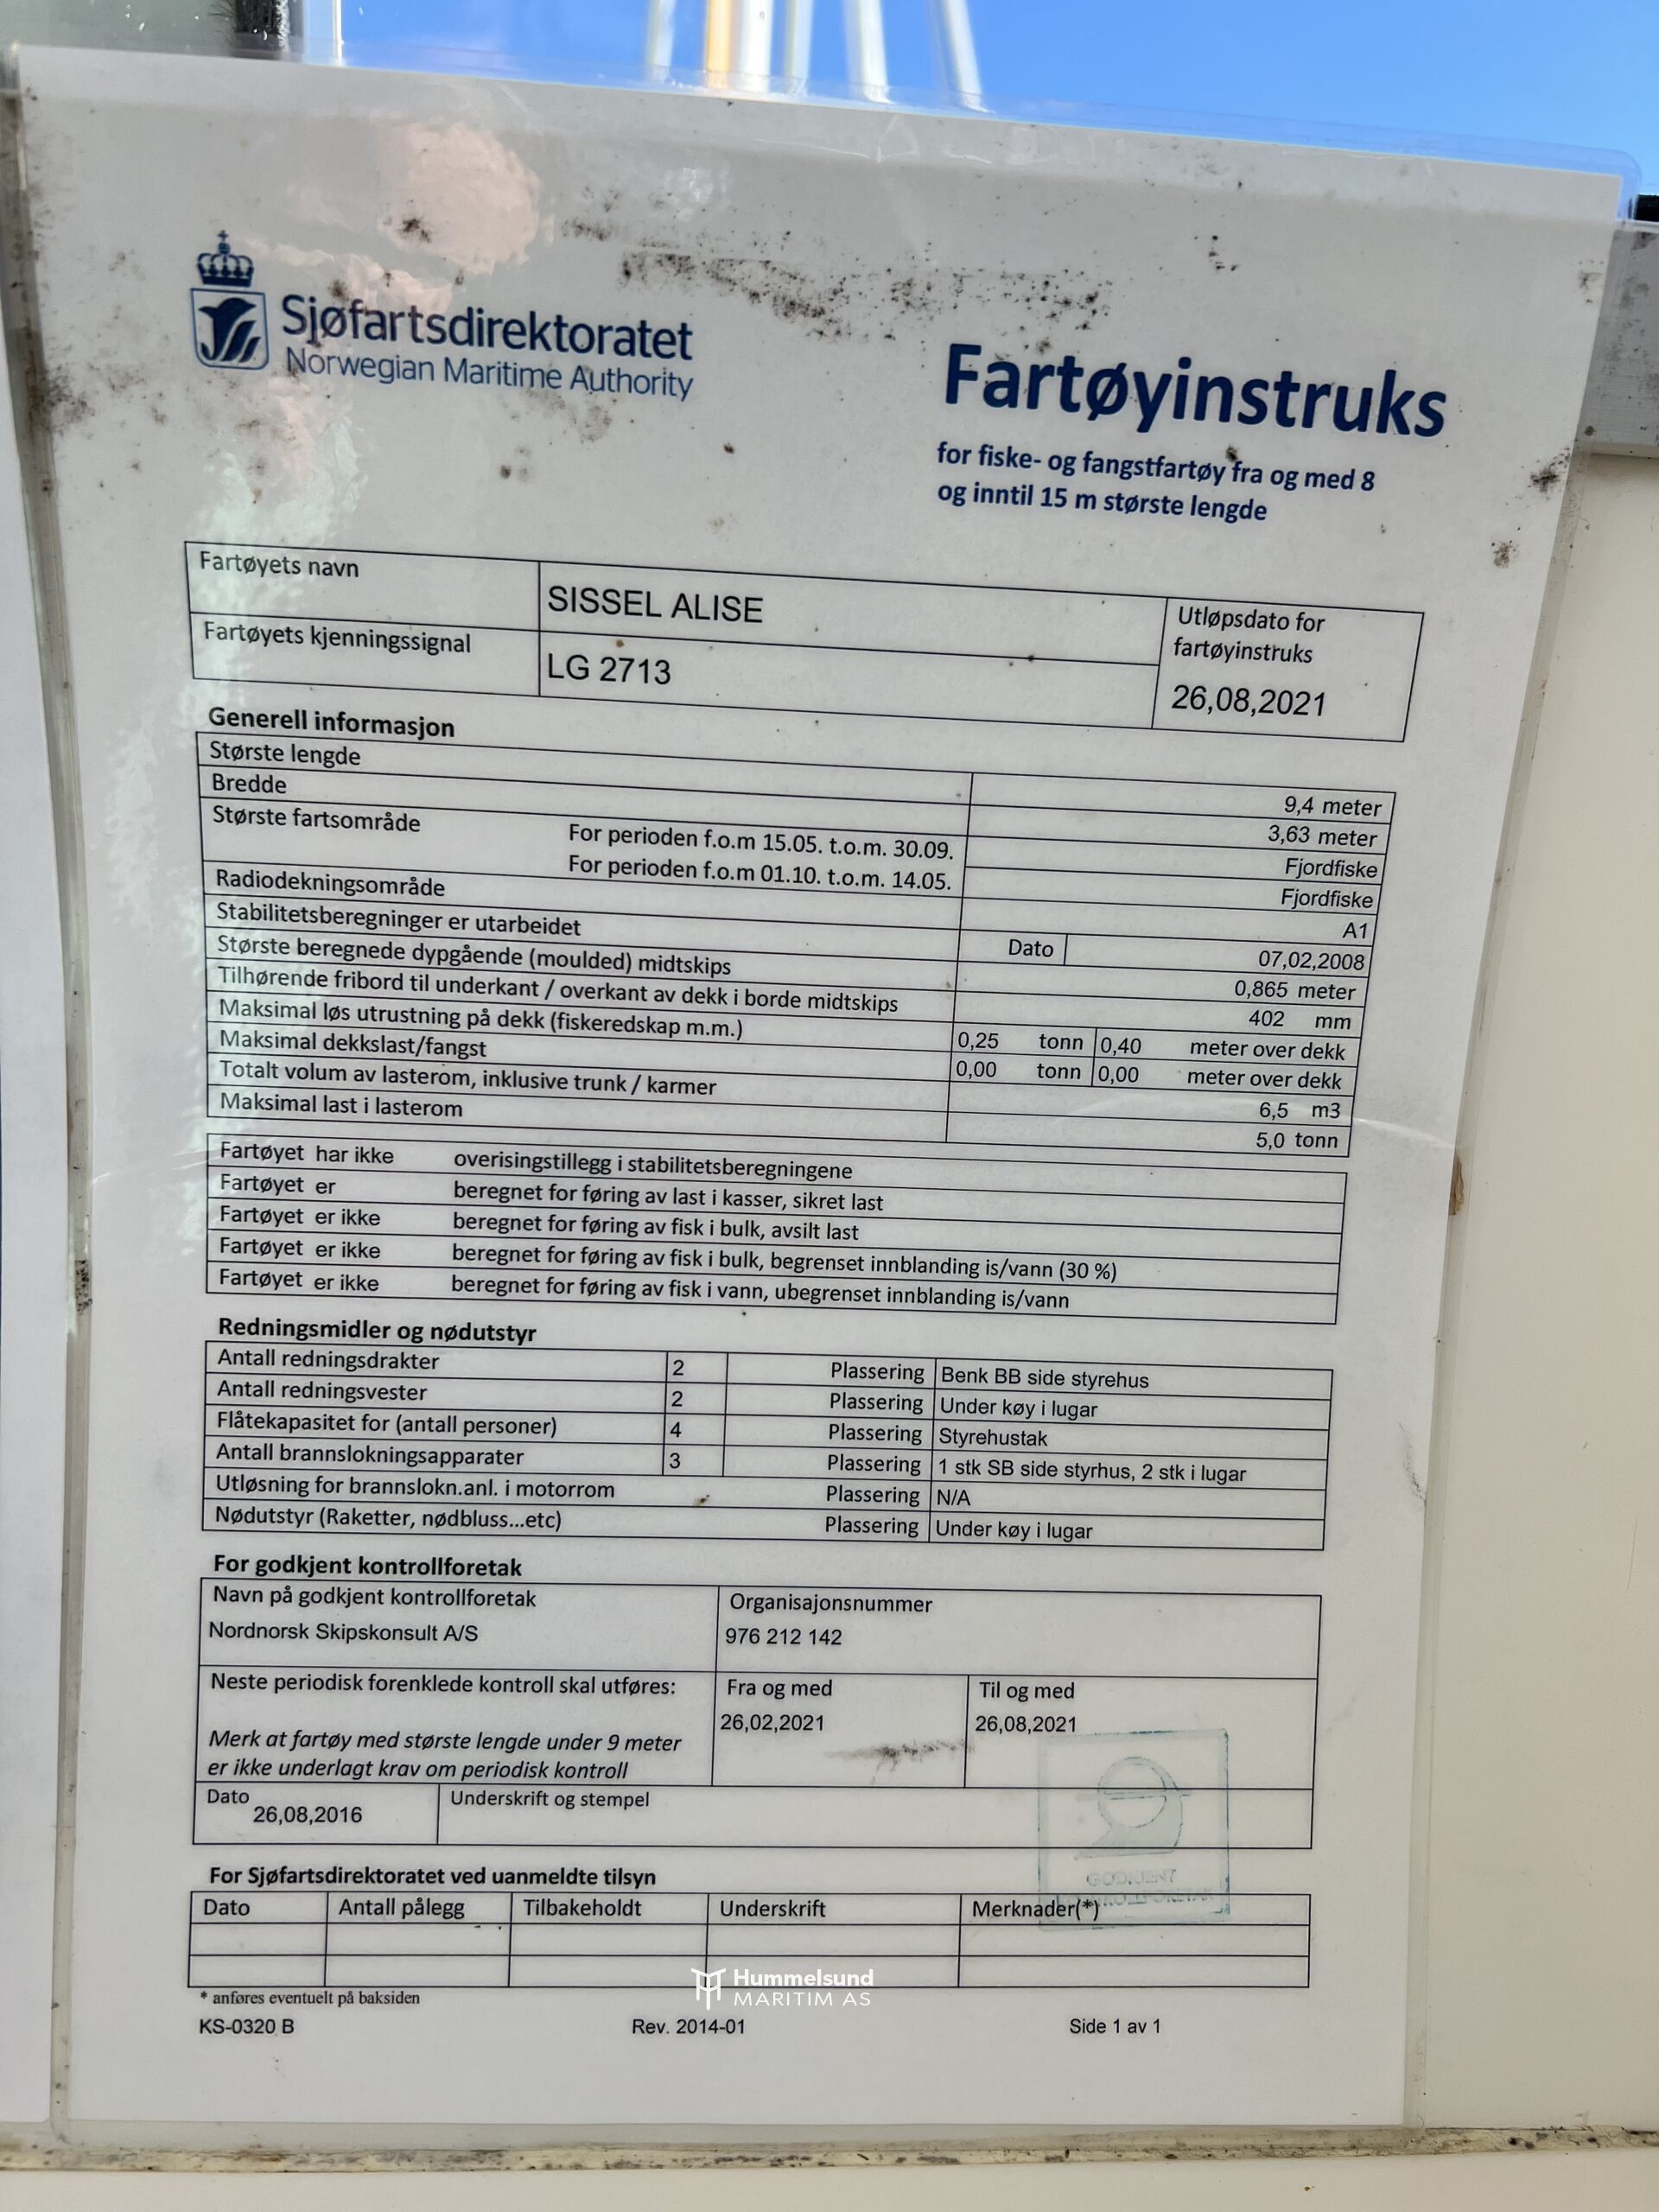 Sjøfartsdirektoratet
Norwegian Maritime Authority
Fartøyinstruks
for fiske- og fangstfartøy fra og med 8
og inntil 15 m største lengde
Fartøyets navn
SISSEL ALISE
Fartøyets kjenningssignal
LG 2713
Utløpsdato for
fartøyinstruks
26,08,2021
Generell informasjon
Største lengde 9,4 meter
Bredde 3,63 meter
Største fartsområde For perioden f.o.m 15.05. t.o.m. 30.09. Fjordfiske
For perioden f.o.m 01.10. t.o.m. 14.05. Fjordfiske
Radiodekningsområde A1
Stabilitetsberegninger er utarbeidet Dato 07,02,2008
Største beregnede dypgående (moulded) midtskips 0,865 meter
Tilhørende fribord til underkant / overkant av dekk i borde midtskips 402 mm
Maksimal løs utrustning på dekk (fiskeredskap m.m.) 0,25 tonn 0,40 meter over dekk
Maksimal dekkslast/fangst 0,00 tonn 0,00 meter over dekk
Totalt volum av lasterom, inklusive trunk / karmer 6,5 m3
Maksimal last i lasterom 5,0 tonn
Fartøyet har ikke overisingstillegg i stabilitetsberegningene
Fartøyet er beregnet for føring av last i kasser, sikret last
Fartøyet er ikke beregnet for føring av fisk i bulk, avsilt last
Fartøyet er ikke beregnet for føring av fisk i bulk, begrenset innblanding is/vann (30 %)
Fartøyet er ikke beregnet for føring av fisk i vann, ubegrenset innblanding is/vann
Redningsmidler og nødutstyr
Antall redningsdrakter 2 Plassering Benk BB side styrehus
Antall redningsvester 2 Plassering Under køy i lugar
Flåtekapasitet for (antall personer) 4 Plassering Styrehustak
Antall brannslokningsapparater 3 Plassering 1 stk SB side styrhus, 2 stk i lugar
Utløsning for brannslokn.anl. i motorrom Plassering N/A
Nødutstyr (Raketter, nødbluss...etc) Plassering Under køy i lugar
For godkjent kontrollforetak
Navn på godkjent kontrollforetak Organisajonsnummer
Nordnorsk Skipskonsult A/S 976 212 142
Neste periodisk forenklede kontroll skal utføres: Fra og med Til og med
26,02,2021 26,08,2021
Merk at fartøy med største lengde under 9 meter
er ikke underlagt krav om periodisk kontroll
Dato Underskrift og stempel
26,08,2016
GODKJENT
For Sjøfartsdirektoratet ved uanmeldte tilsyn
Dato Antall pålegg Tilbakeholdt Underskrift Merknader(*)
Hummelsund
MARITIM AS
* anføres eventuelt på baksiden
KS-0320 B Rev. 2014-01 Side 1 av 1